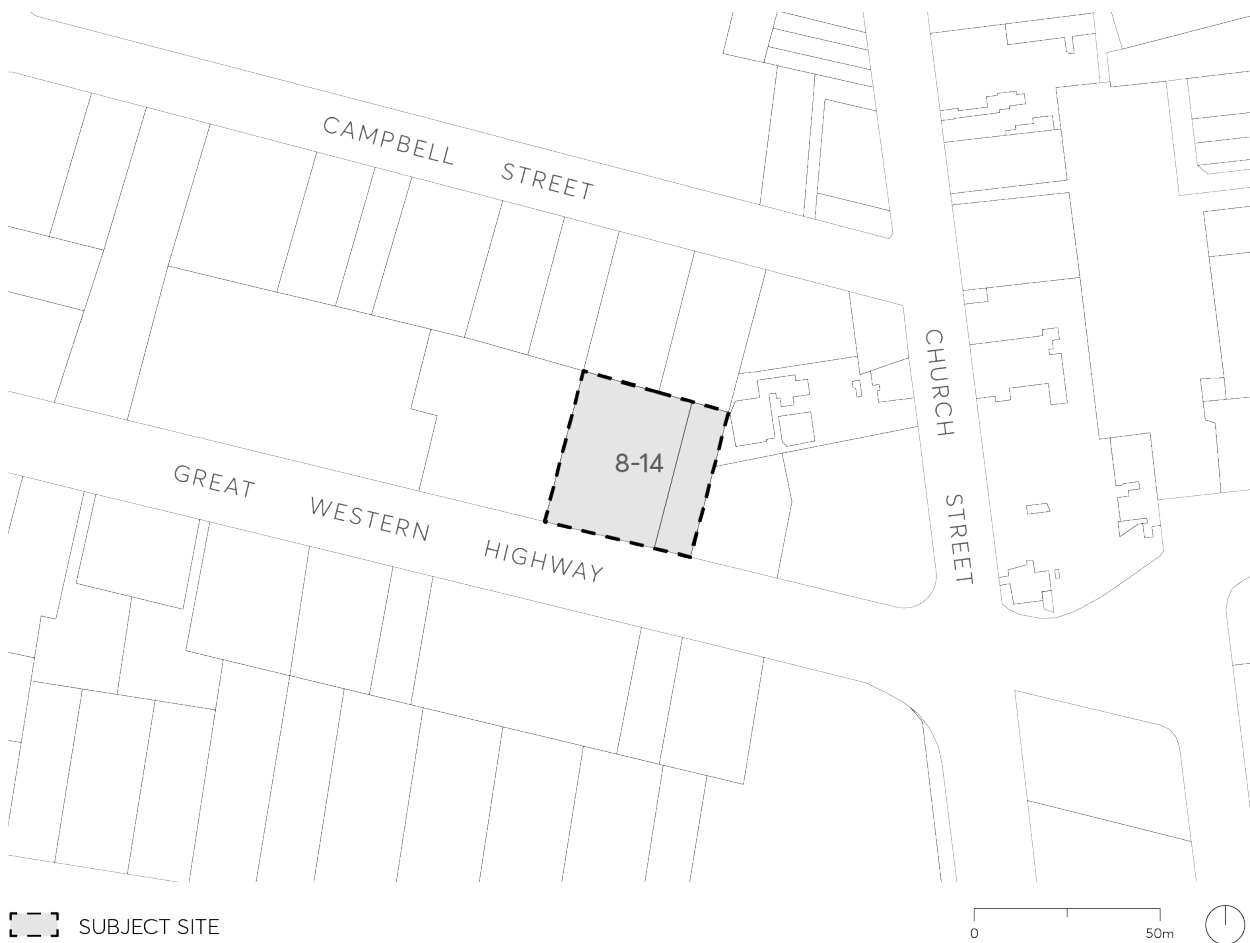 CAMPBELL STREET
CHURCH STREET
8-14
GREAT WESTERN HIGHWAY
SUBJECT SITE
0 50m